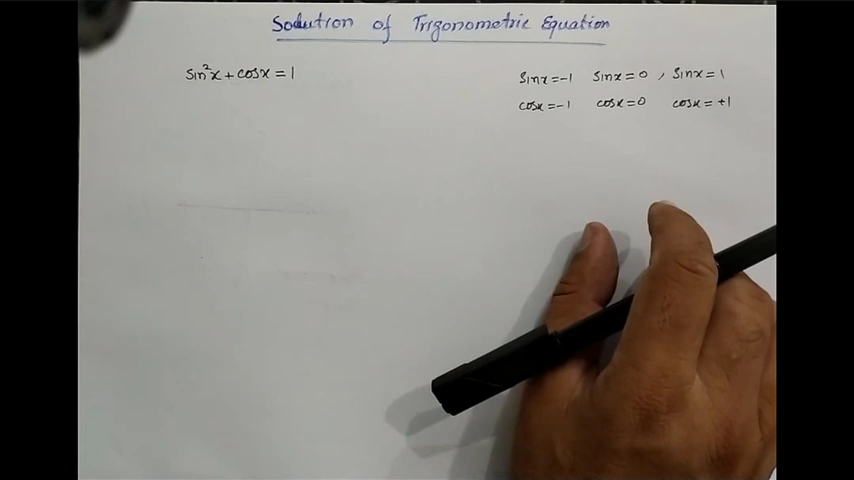 Solution of Trigonometric Equation
sin²x + cosx = 1
sinx = -1 sinx = 0 , sinx = 1
cosx = -1 cosx = 0 cosx = +1